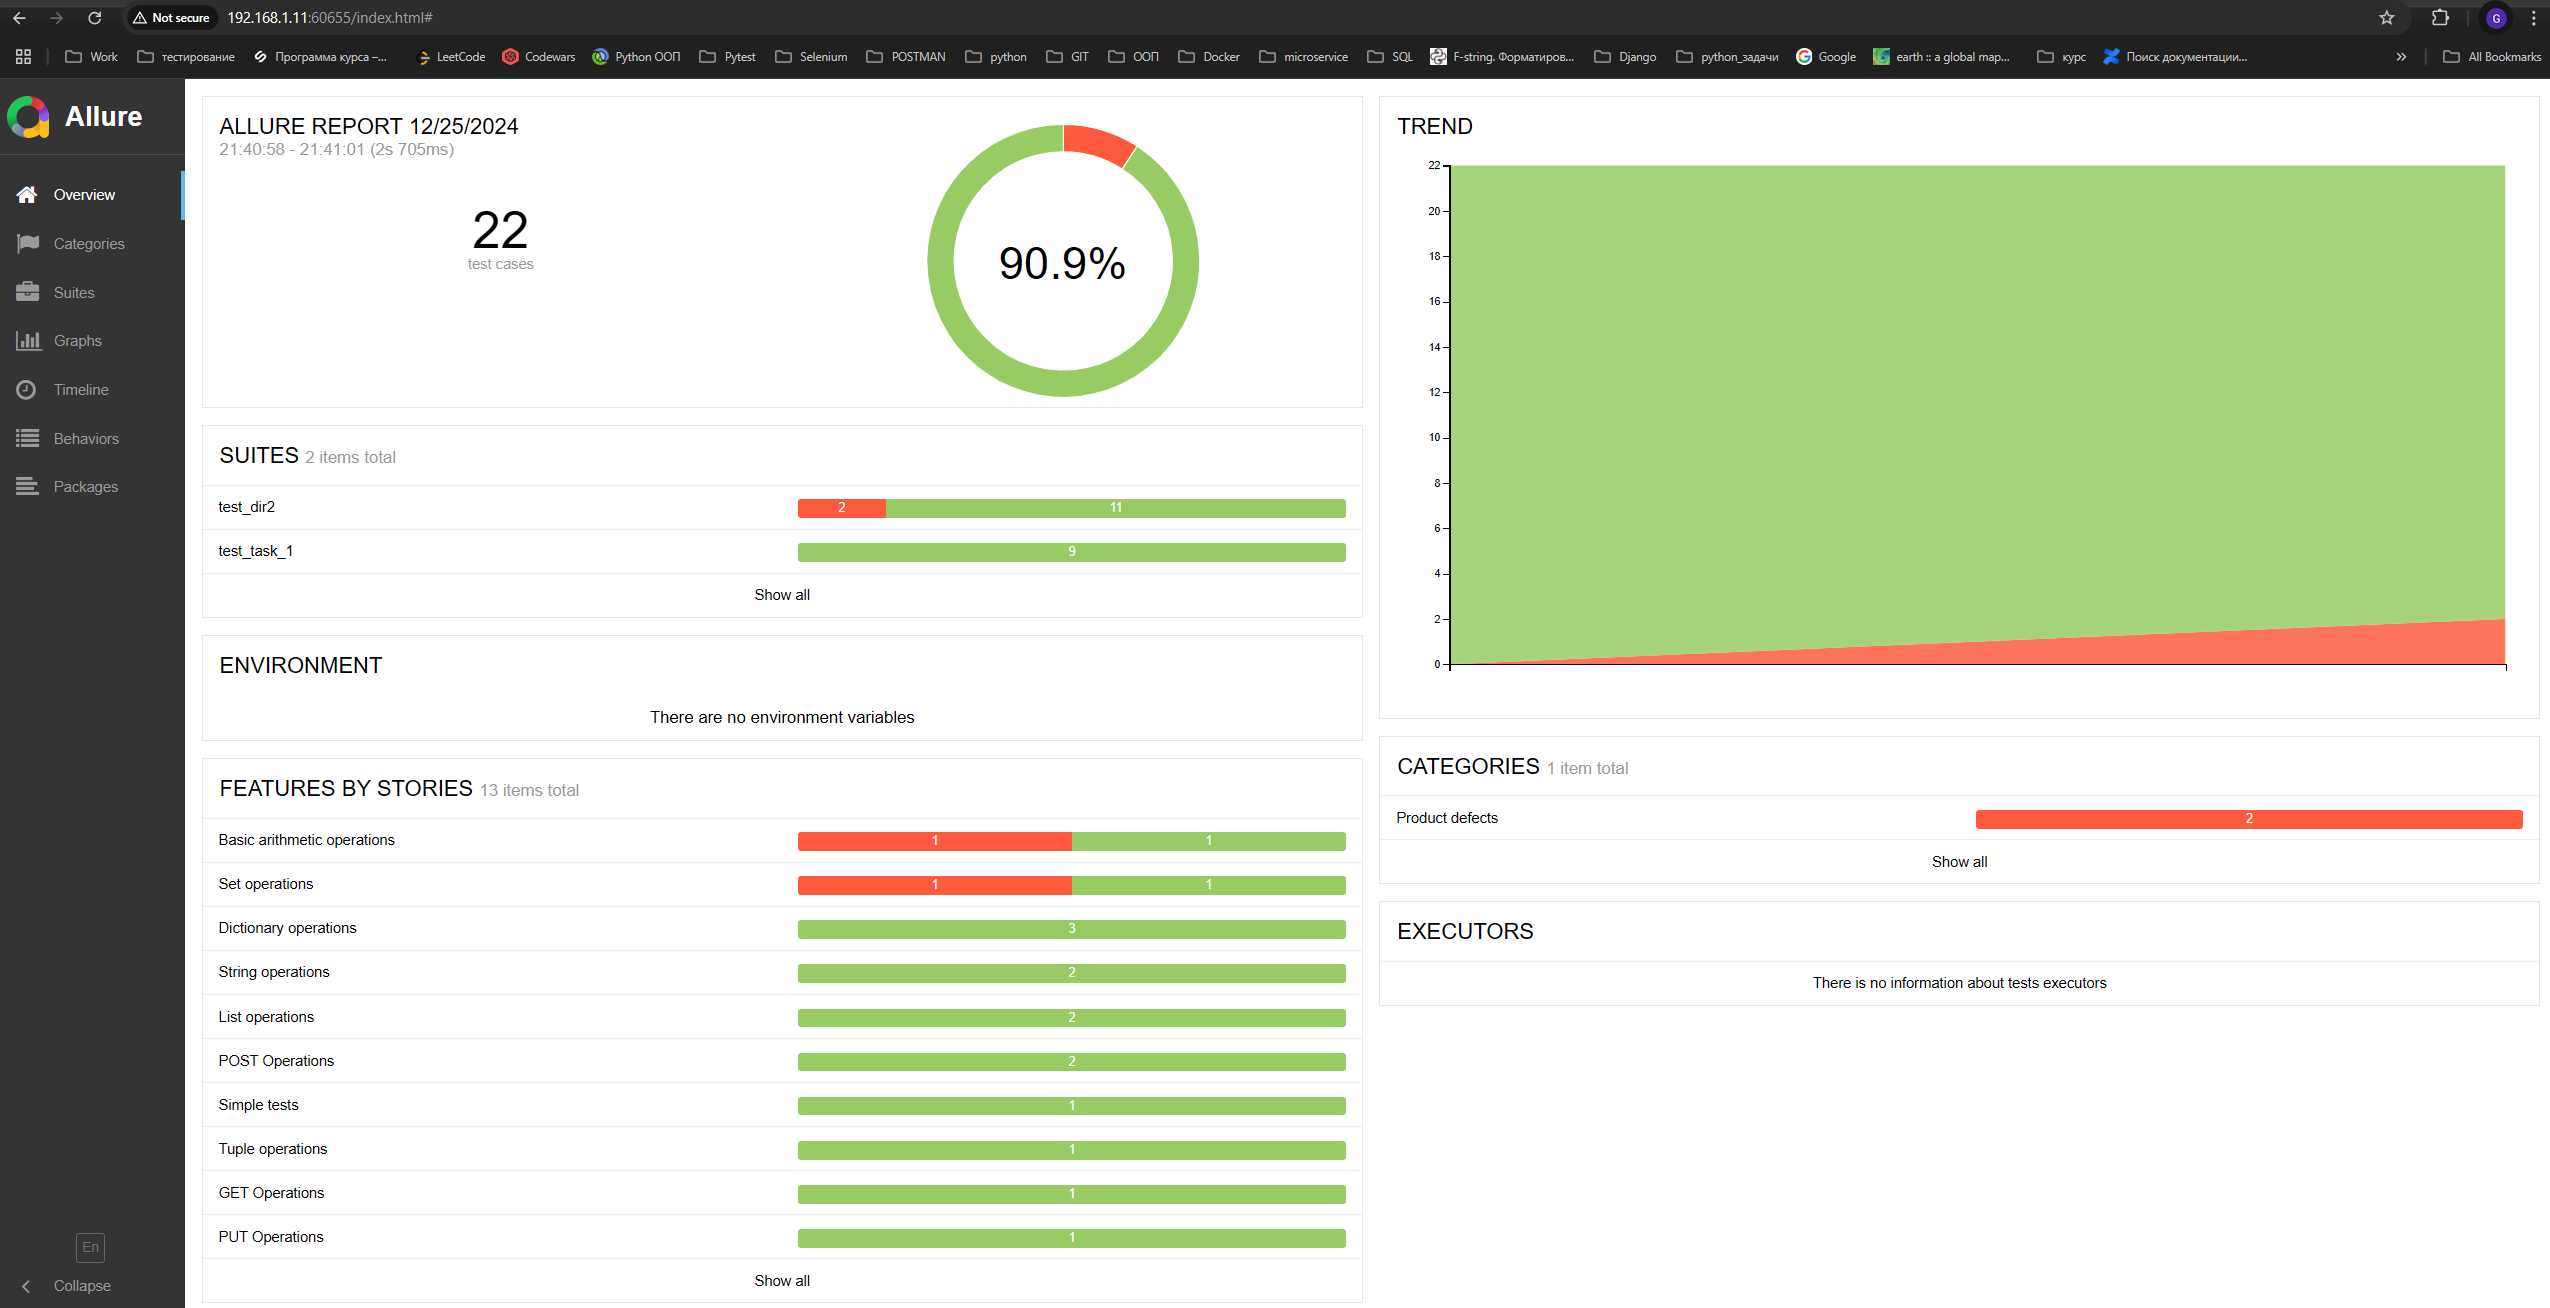 Not secure 192.168.1.11:60655/index.html# G
Work тестирование Программа курса –... LeetCode Codewars Python ООП Pytest Selenium POSTMAN python GIT ООП Docker microservice SQL F-string. Форматиров... Django python_задачи Google earth :: a global map... курс Поиск документации... » All Bookmarks
Allure
Overview
Categories
Suites
Graphs
Timeline
Behaviors
Packages
En
Collapse
ALLURE REPORT 12/25/2024
21:40:58 - 21:41:01 (2s 705ms)
22
test cases
90.9%
SUITES 2 items total
test_dir2 2 11
test_task_1 9
Show all
ENVIRONMENT
There are no environment variables
FEATURES BY STORIES 13 items total
Basic arithmetic operations 1 1
Set operations 1 1
Dictionary operations 3
String operations 2
List operations 2
POST Operations 2
Simple tests 1
Tuple operations 1
GET Operations 1
PUT Operations 1
Show all
TREND
22
20
18
16
14
12
10
8
6
4
2
0
CATEGORIES 1 item total
Product defects 2
Show all
EXECUTORS
There is no information about tests executors